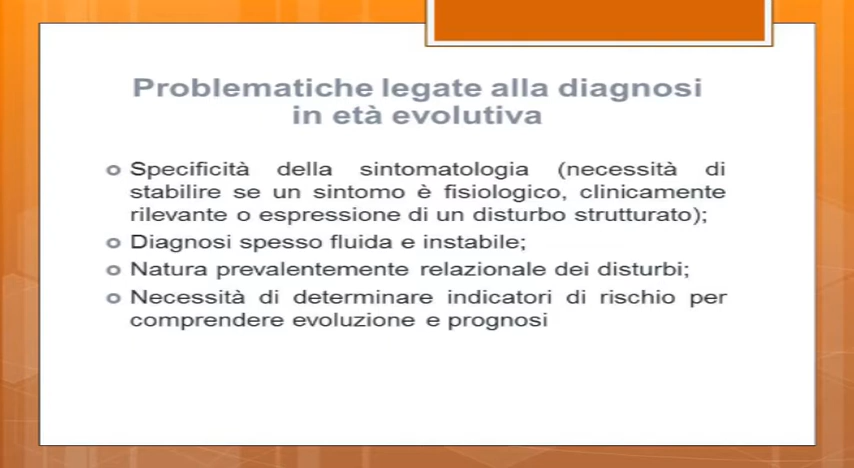 Problematiche legate alla diagnosi
in età evolutiva
Specificità della sintomatologia (necessità di
stabilire se un sintomo è fisiologico, clinicamente
rilevante o espressione di un disturbo strutturato);
Diagnosi spesso fluida e instabile;
Natura prevalentemente relazionale dei disturbi;
Necessità di determinare indicatori di rischio per
comprendere evoluzione e prognosi